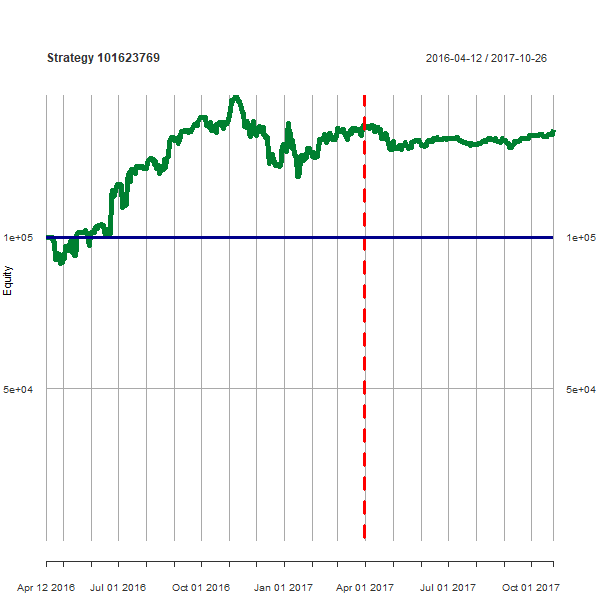 Strategy 101623769
2016-04-12 / 2017-10-26
1e+05
1e+05
Equity
5e+04
5e+04
Apr 12 2016
Jul 01 2016
Oct 01 2016
Jan 01 2017
Apr 01 2017
Jul 01 2017
Oct 01 2017